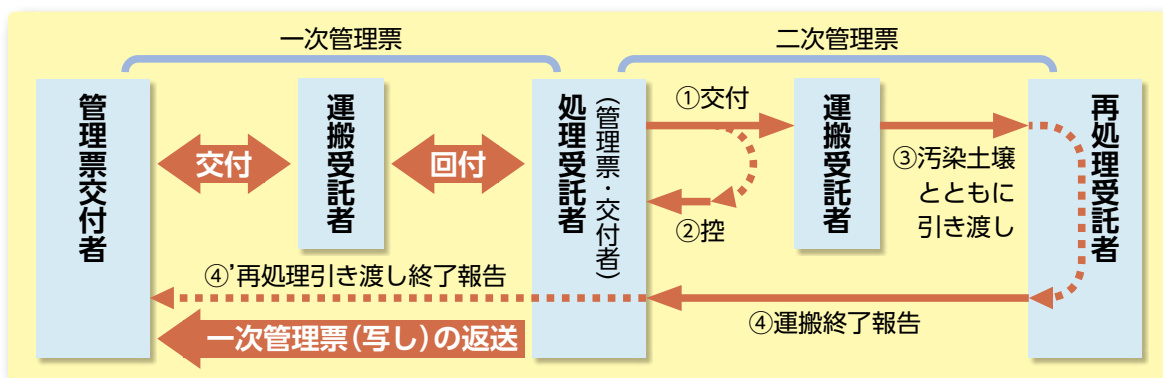 一次管理票
二次管理票
管理票交付者
交付
運搬受託者
回付
処理受託者
（管理票・交付者）
①交付
②控
運搬受託者
③汚染土壌
とともに
引き渡し
再処理受託者
④'再処理引き渡し終了報告
④運搬終了報告
一次管理票（写し）の返送